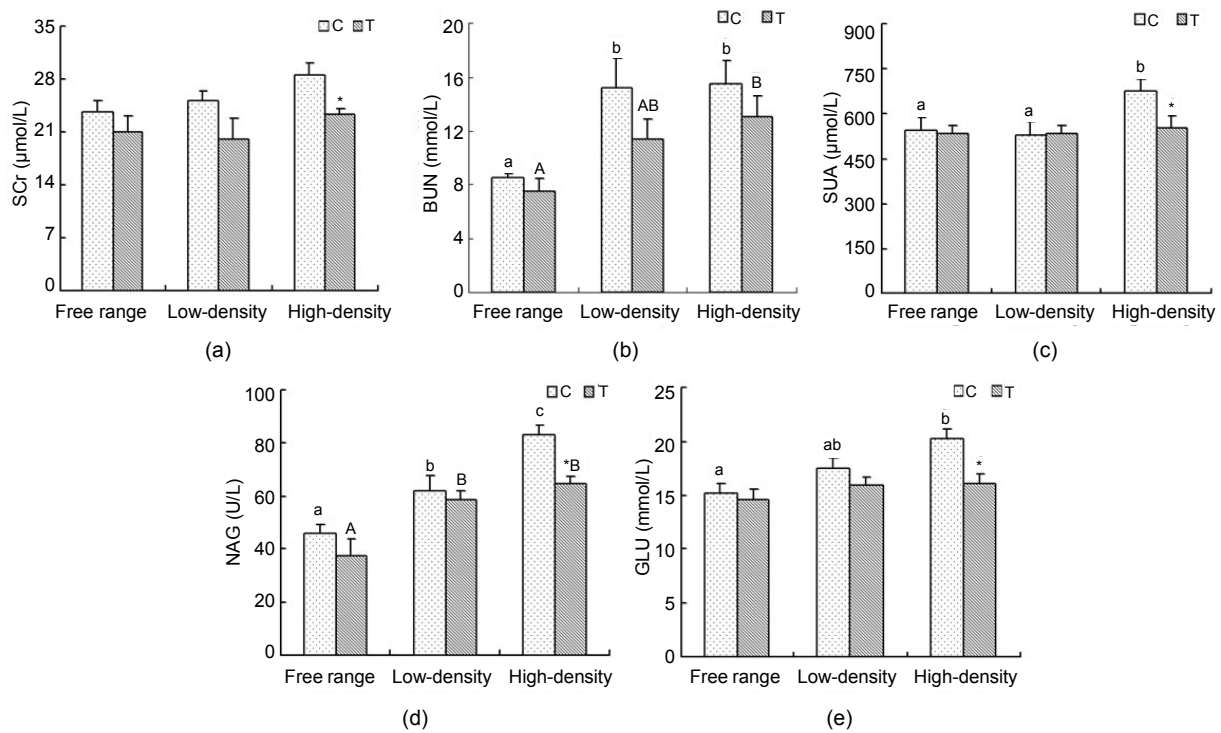 35
28
21
14
7
0
SCr (μmol/L)
C T
*
Free range Low-density High-density
(a)
20
16
12
8
4
0
BUN (mmol/L)
C T
a A b AB b B
Free range Low-density High-density
(b)
900
750
600
450
300
150
0
SUA (μmol/L)
C T
a a b *
Free range Low-density High-density
(c)
100
80
60
40
60
0
NAG (U/L)
C T
a A b B c *B
Free range Low-density High-density
(d)
25
20
15
10
5
0
GLU (mmol/L)
C T
a ab b *
Free range Low-density High-density
(e)